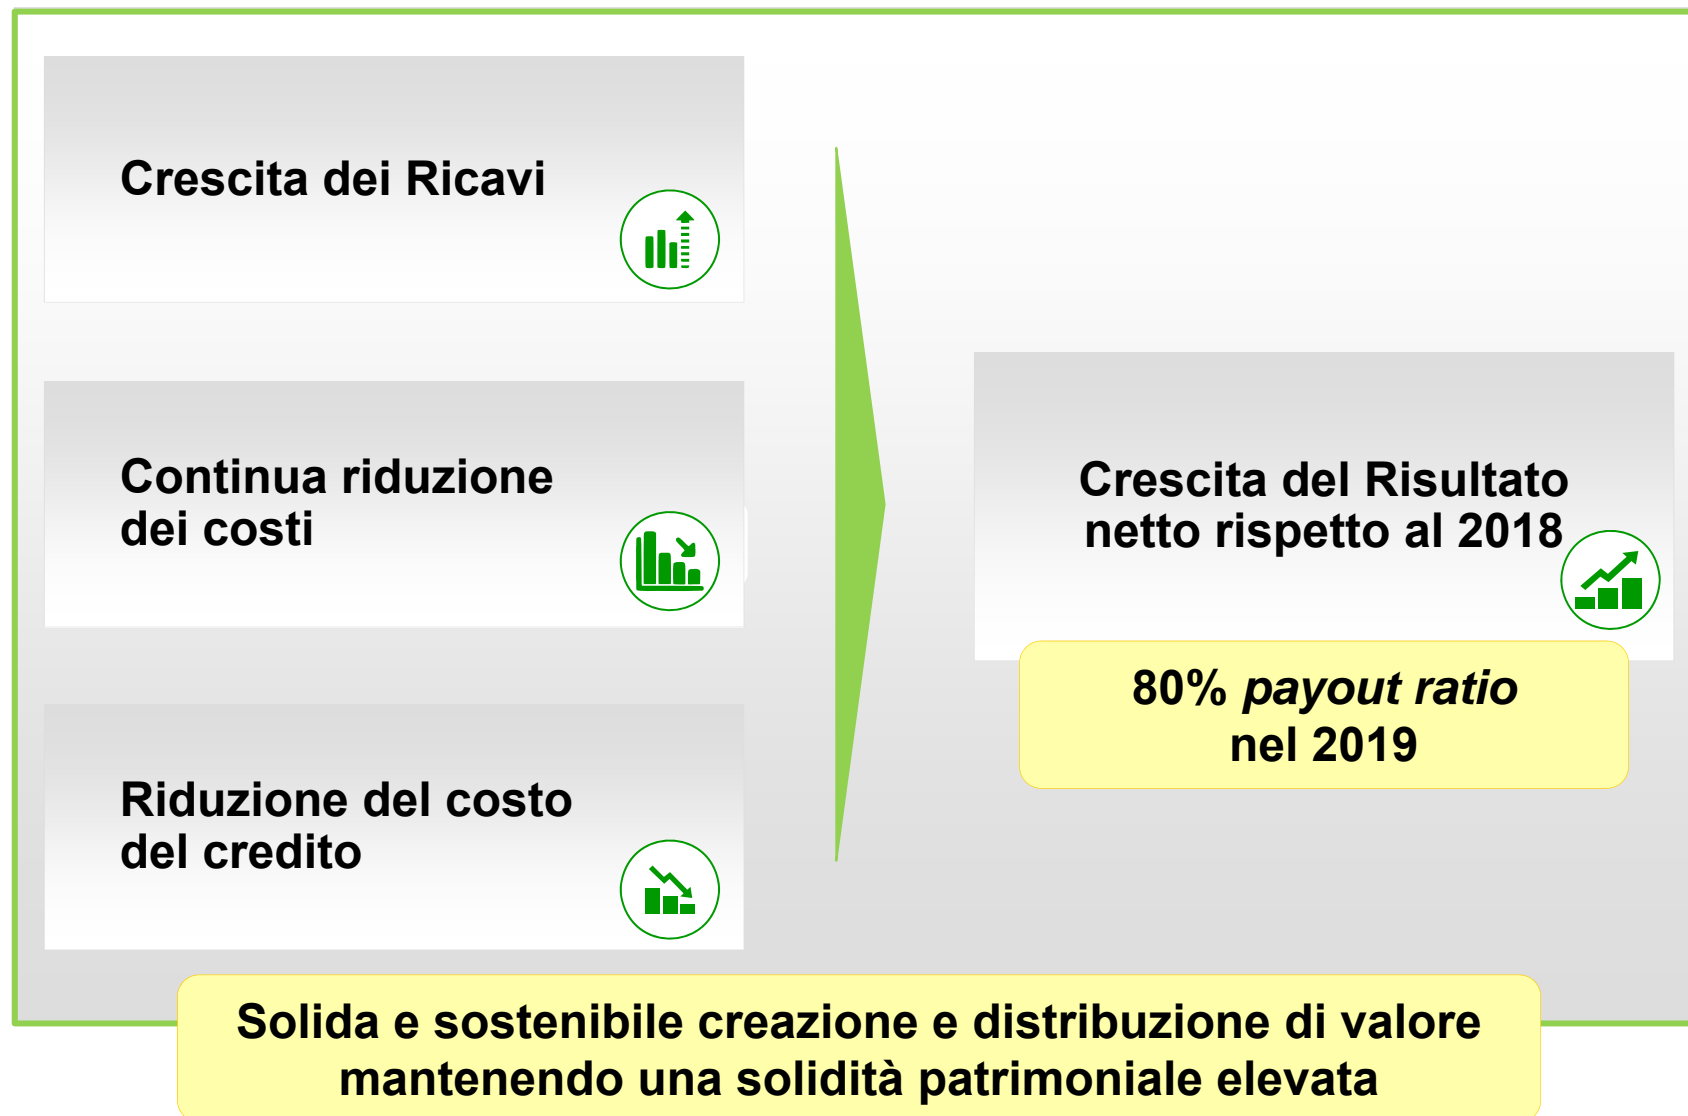 Crescita dei Ricavi
Continua riduzione
dei costi
Riduzione del costo
del credito
Crescita del Risultato
netto rispetto al 2018
80% payout ratio
nel 2019
Solida e sostenibile creazione e distribuzione di valore
mantenendo una solidità patrimoniale elevata